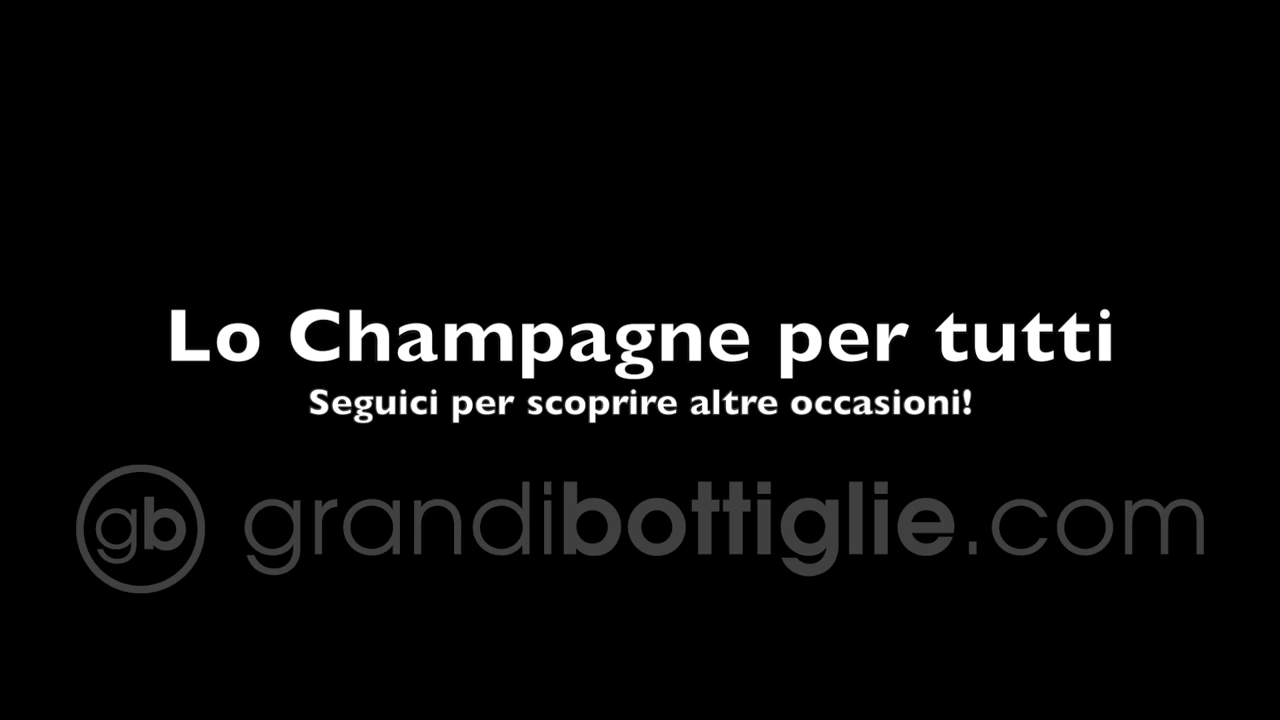 Lo Champagne per tutti
Seguici per scoprire altre occasioni!
gb grandibottiglie.com